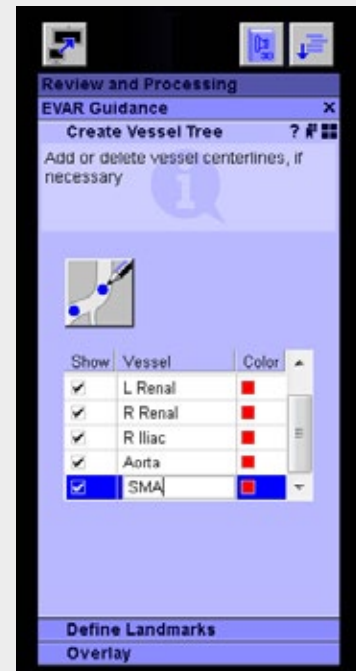 Review and Processing
EVAR Guidance x
Create Vessel Tree ?
Add or delete vessel centerlines, if
necessary
Show Vessel Color
L Renal
R Renal
R Iliac
Aorta
SMA
Define Landmarks
Overlay